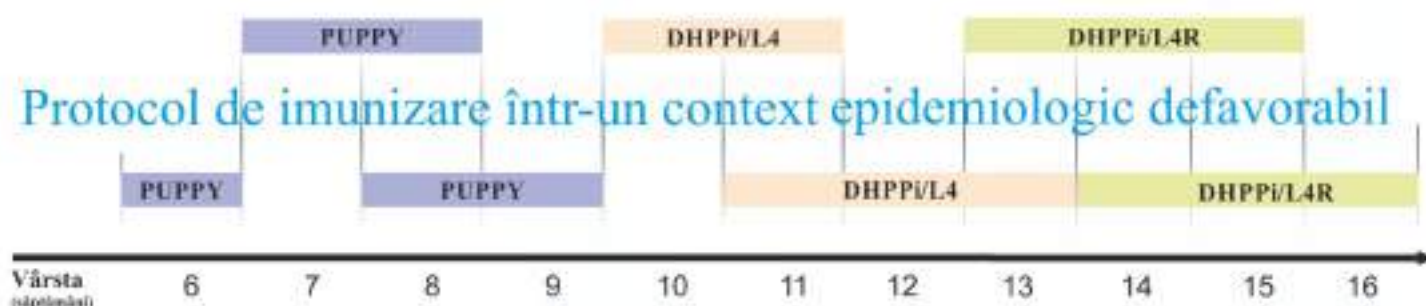 PUPPY DHPPi/L4 DHPPi/L4R
Protocol de imunizare într-un context epidemiologic defavorabil
PUPPY PUPPY DHPPi/L4 DHPPi/L4R
Vârsta 6 7 8 9 10 11 12 13 14 15 16
(săptămâni)